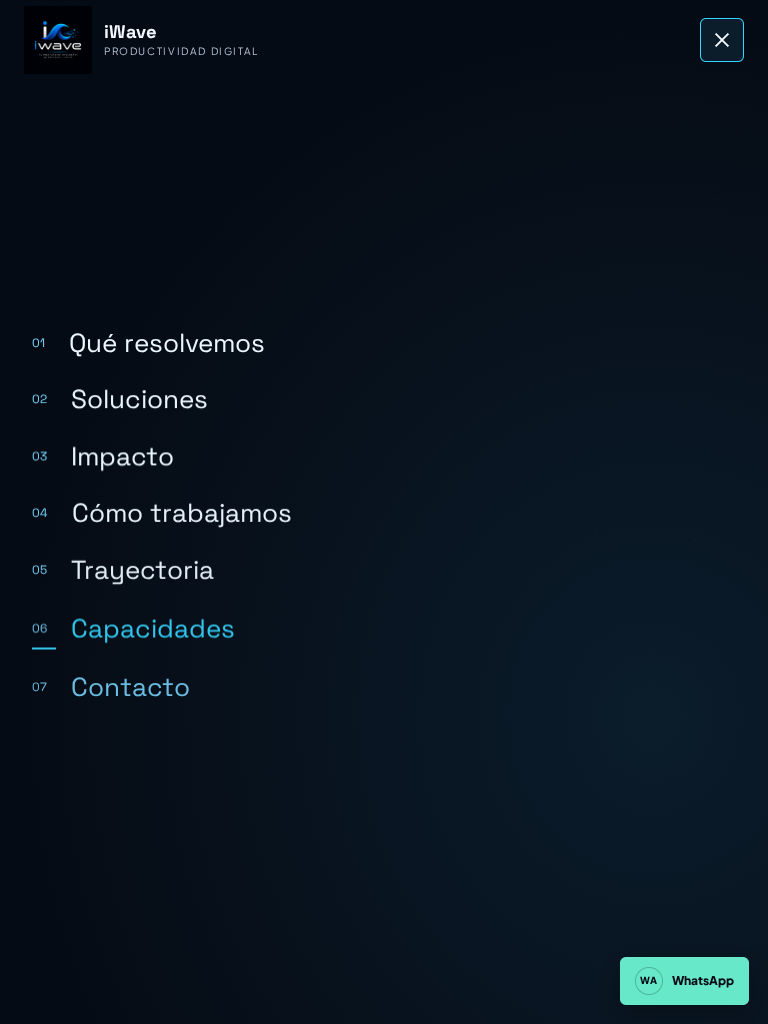 iwave
iWave
PRODUCTIVIDAD DIGITAL
01 Qué resolvemos
02 Soluciones
03 Impacto
04 Cómo trabajamos
05 Trayectoria
06 Capacidades
07 Contacto
WA WhatsApp